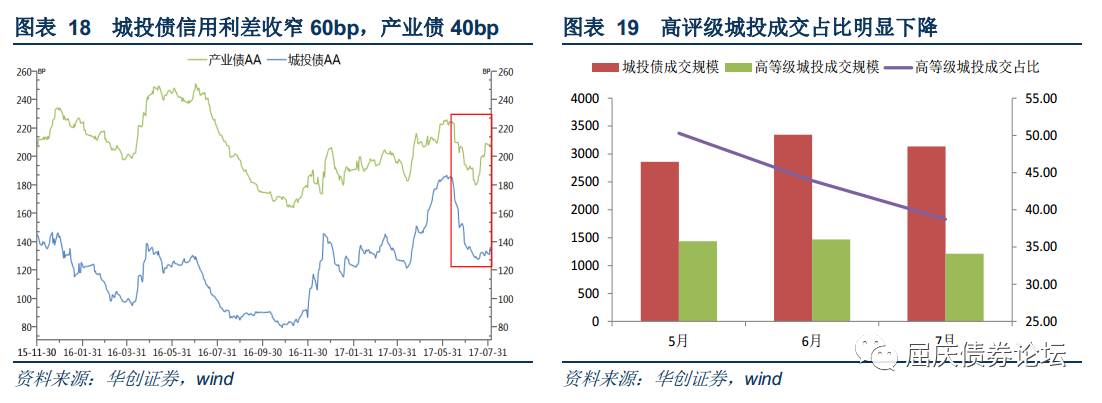 图表 18 城投债信用利差收窄 60bp，产业债 40bp
产业债AA 城投债AA
260 BP BP 260
240 240
220 220
200 200
180 180
160 160
140 140
120 120
100 100
80 80
15-11-30 16-01-31 16-03-31 16-05-31 16-07-31 16-09-30 16-11-30 17-01-31 17-03-31 17-05-31 17-07-31
资料来源：华创证券，wind
图表 19 高评级城投成交占比明显下降
城投债成交规模 高等级城投成交规模 高等级城投成交占比
4000 55.00
3500 50.00
3000 45.00
2500 40.00
2000 35.00
1500 30.00
1000 25.00
500
0
5月 6月 7月
资料来源：华创证券，wind
屈庆债券论坛